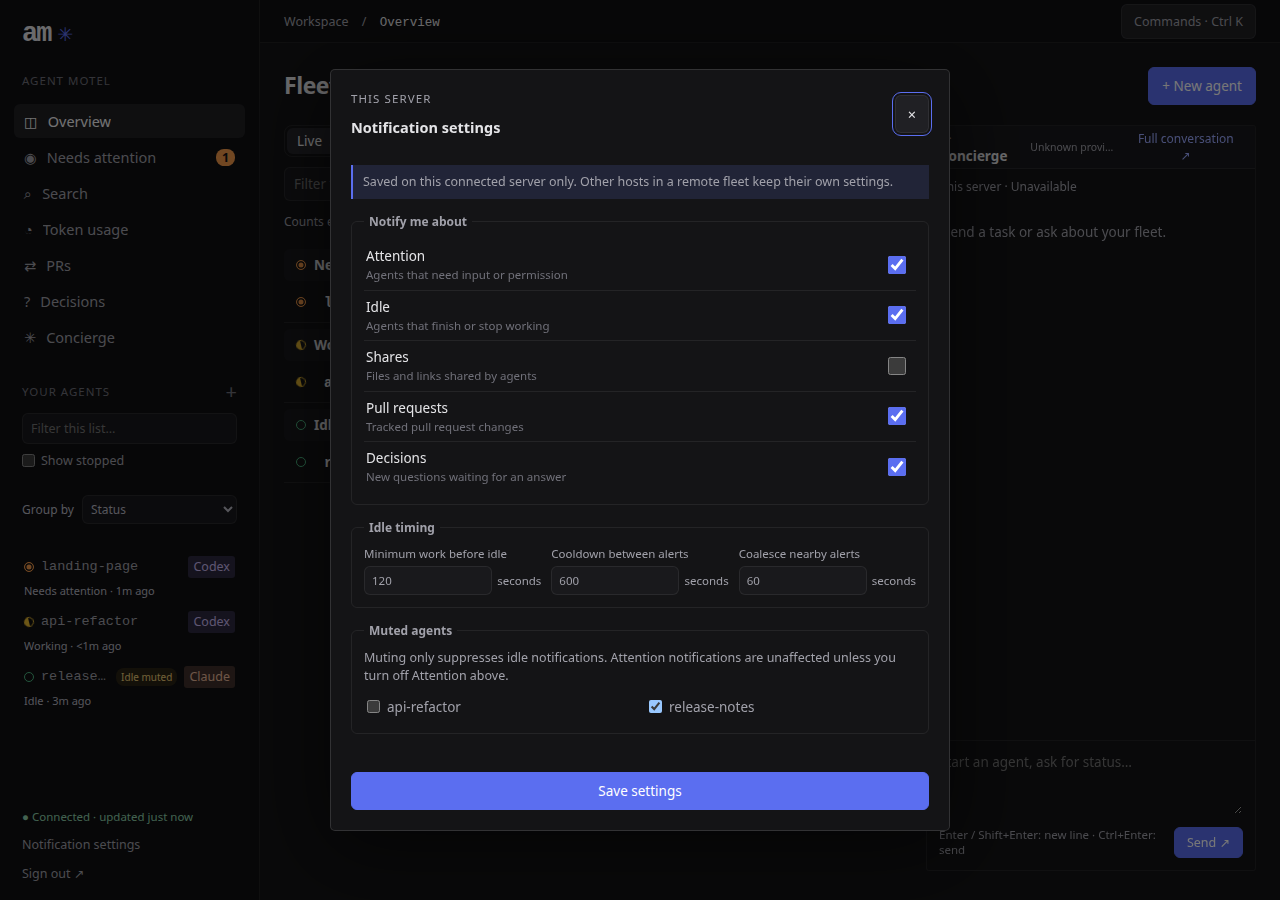 am ✳
AGENT MOTEL
Overview
Needs attention 1
Search
Token usage
PRs
? Decisions
Concierge
YOUR AGENTS +
Filter this list...
Show stopped
Group by Status
landing-page Codex
Needs attention · 1m ago
api-refactor Codex
Working · <1m ago
release… Idle muted Claude
Idle · 3m ago
● Connected · updated just now
Notification settings
Sign out ↗
Workspace / Overview
Commands · Ctrl K
+ New agent
Live
Filter
THIS SERVER
Notification settings
×
Saved on this connected server only. Other hosts in a remote fleet keep their own settings.
Notify me about
Attention
Agents that need input or permission
Idle
Agents that finish or stop working
Shares
Files and links shared by agents
Pull requests
Tracked pull request changes
Decisions
New questions waiting for an answer
Idle timing
Minimum work before idle
120 seconds
Cooldown between alerts
600 seconds
Coalesce nearby alerts
60 seconds
Muted agents
Muting only suppresses idle notifications. Attention notifications are unaffected unless you
turn off Attention above.
api-refactor
release-notes
Save settings
Unknown provi…
Full conversation
↗
server · Unavailable
a task or ask about your fleet.
an agent, ask for status...
Enter / Shift+Enter: new line · Ctrl+Enter:
send
Send ↗